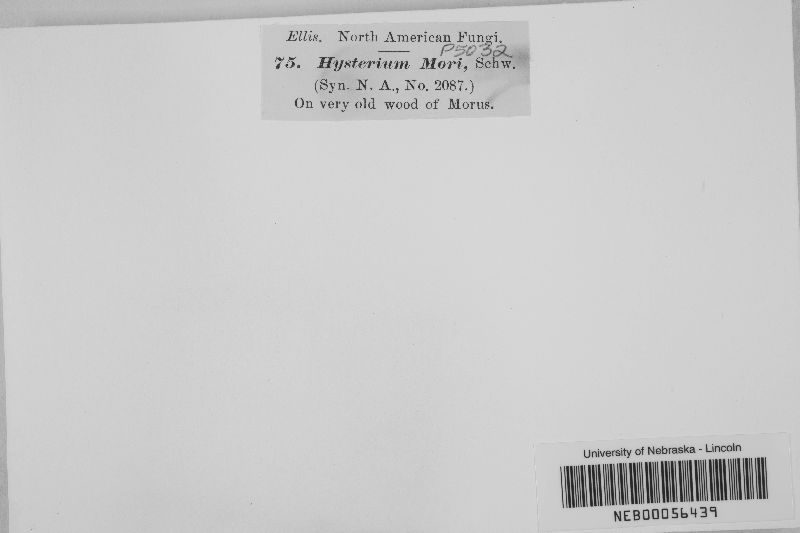 Ellis. North American Fungi.
P5032
75. Hysterium Mori, Schw.
(Syn. N. A., No. 2087.)
On very old wood of Morus.
University of Nebraska - Lincoln
NEB00056439